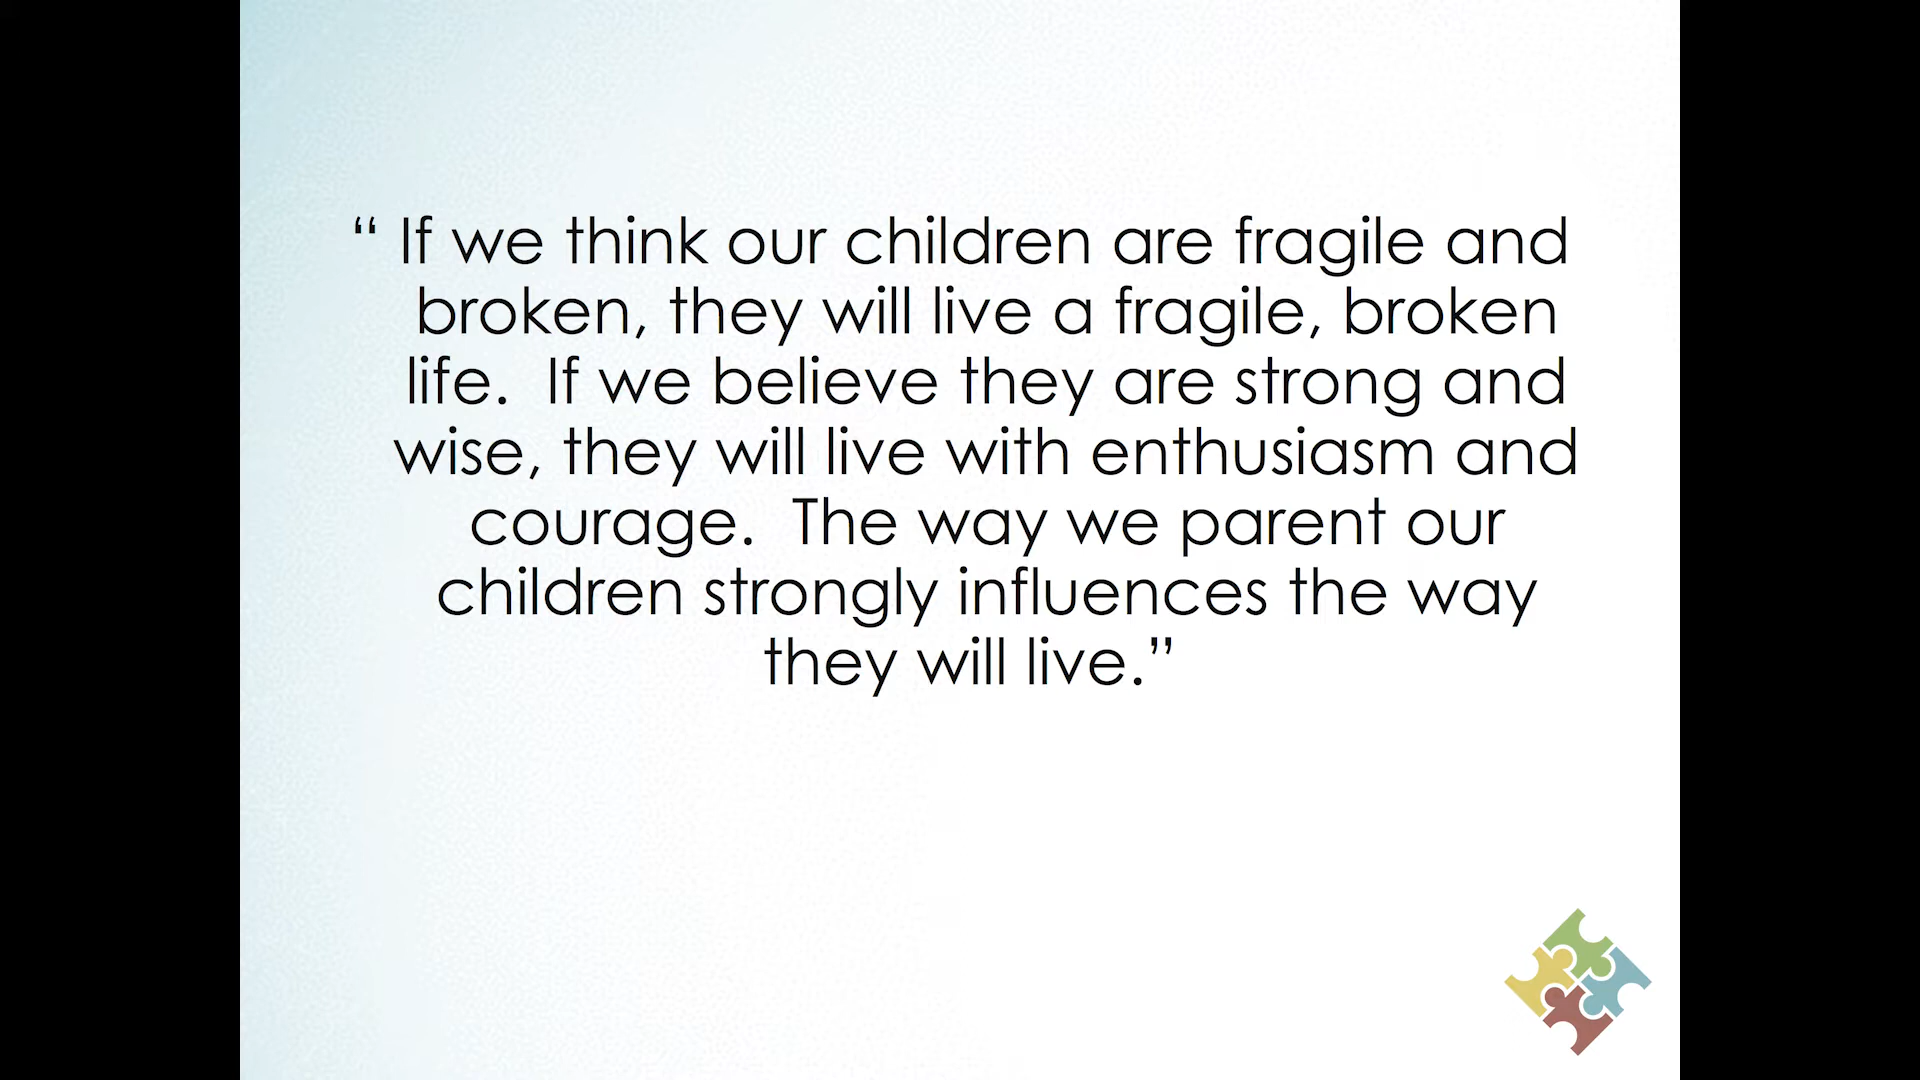 “ If we think our children are fragile and
broken, they will live a fragile, broken
life.  If we believe they are strong and
wise, they will live with enthusiasm and
courage.  The way we parent our
children strongly influences the way
they will live.”